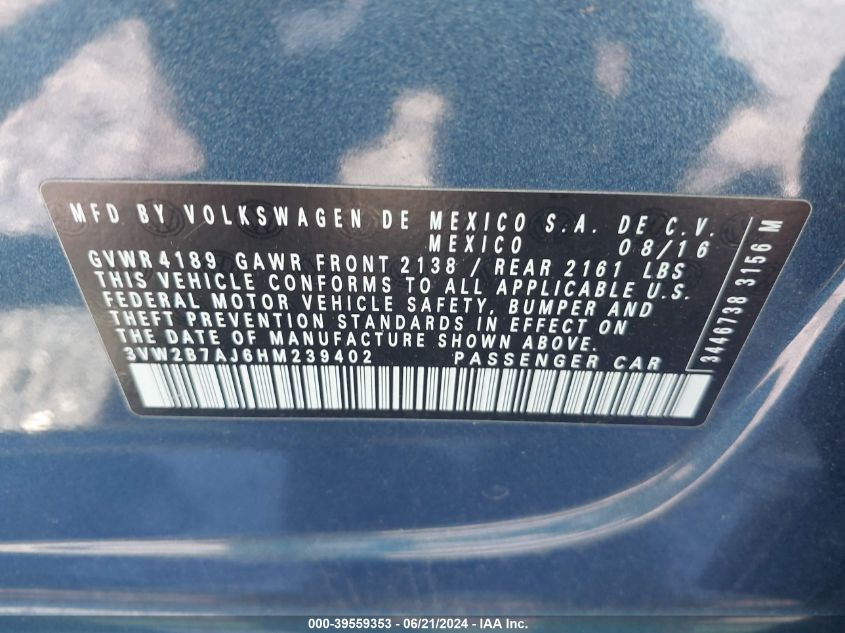 MFD BY VOLKSWAGEN DE MEXICO S.A. DE C.V.
MEXICO 08/16
GVWR 4189 GAWR FRONT 2138 / REAR 2161 LBS
THIS VEHICLE CONFORMS TO ALL APPLICABLE U.S.
FEDERAL MOTOR VEHICLE SAFETY, BUMPER AND
THEFT PREVENTION STANDARDS IN EFFECT ON
THE DATE OF MANUFACTURE SHOWN ABOVE.
3VW2B7AJ6HM239402 PASSENGER CAR
3446738 3156 M
000-39559353 - 06/21/2024 - IAA Inc.